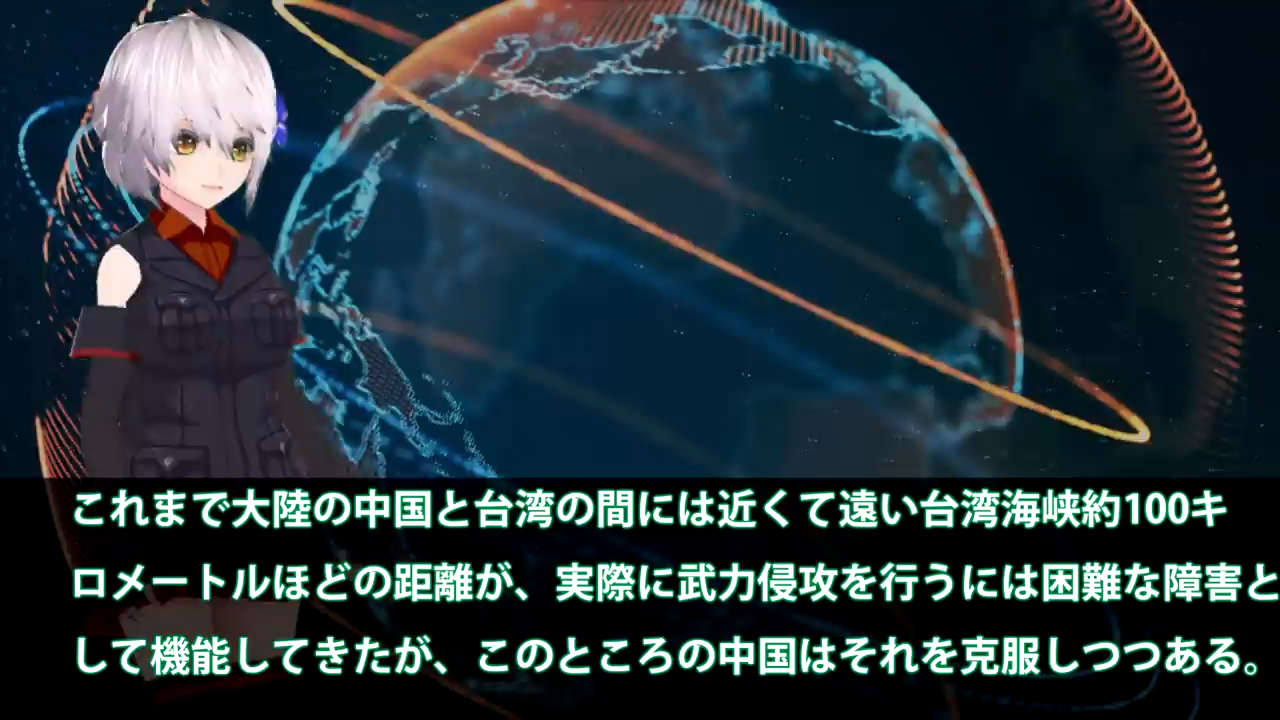 これまで大陸の中国と台湾の間には近くて遠い台湾海峡約100キ
ロメートルほどの距離が、実際に武力侵攻を行うには困難な障害と
して機能してきたが、このところの中国はそれを克服しつつある。